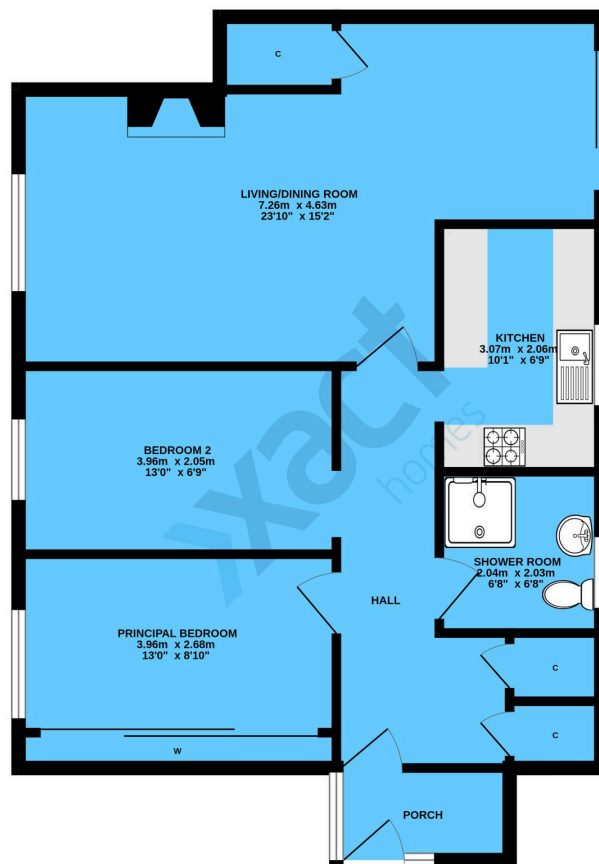 C
LIVING/DINING ROOM
7.26m x 4.63m
23'10" x 15'2"
KITCHEN
3.07m x 2.06m
10'1" x 6'9"
xact
homes
BEDROOM 2
3.96m x 2.05m
13'0" x 6'9"
SHOWER ROOM
2.04m x 2.03m
6'8" x 6'8"
HALL
PRINCIPAL BEDROOM
3.96m x 2.68m
13'0" x 8'10"
C
C
W
PORCH